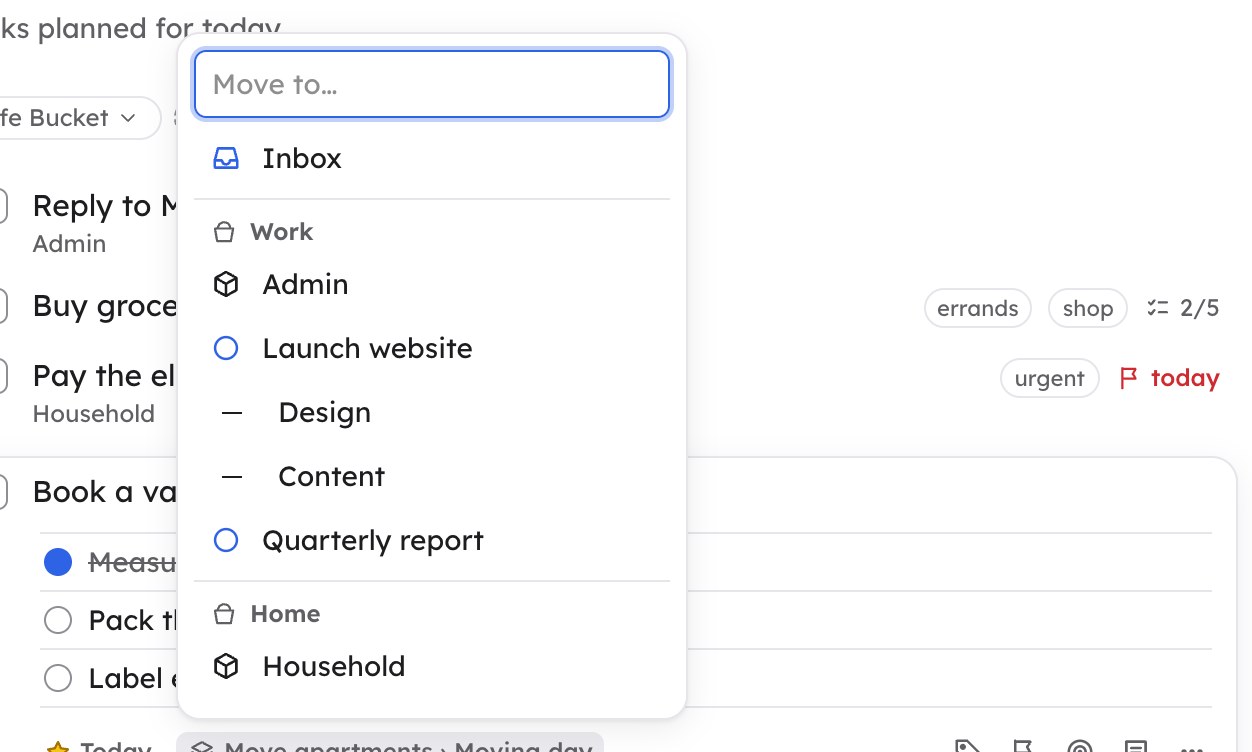 ks planned for today
Move to…
fe Bucket
Inbox
Reply to
Admin
Work
Admin
Buy groce
errands
shop
2/5
Launch website
Pay the el
Household
urgent
today
Design
Content
Book a va
Quarterly report
Measu
Home
Pack t
Household
Label
Today
Move apartments › Moving day